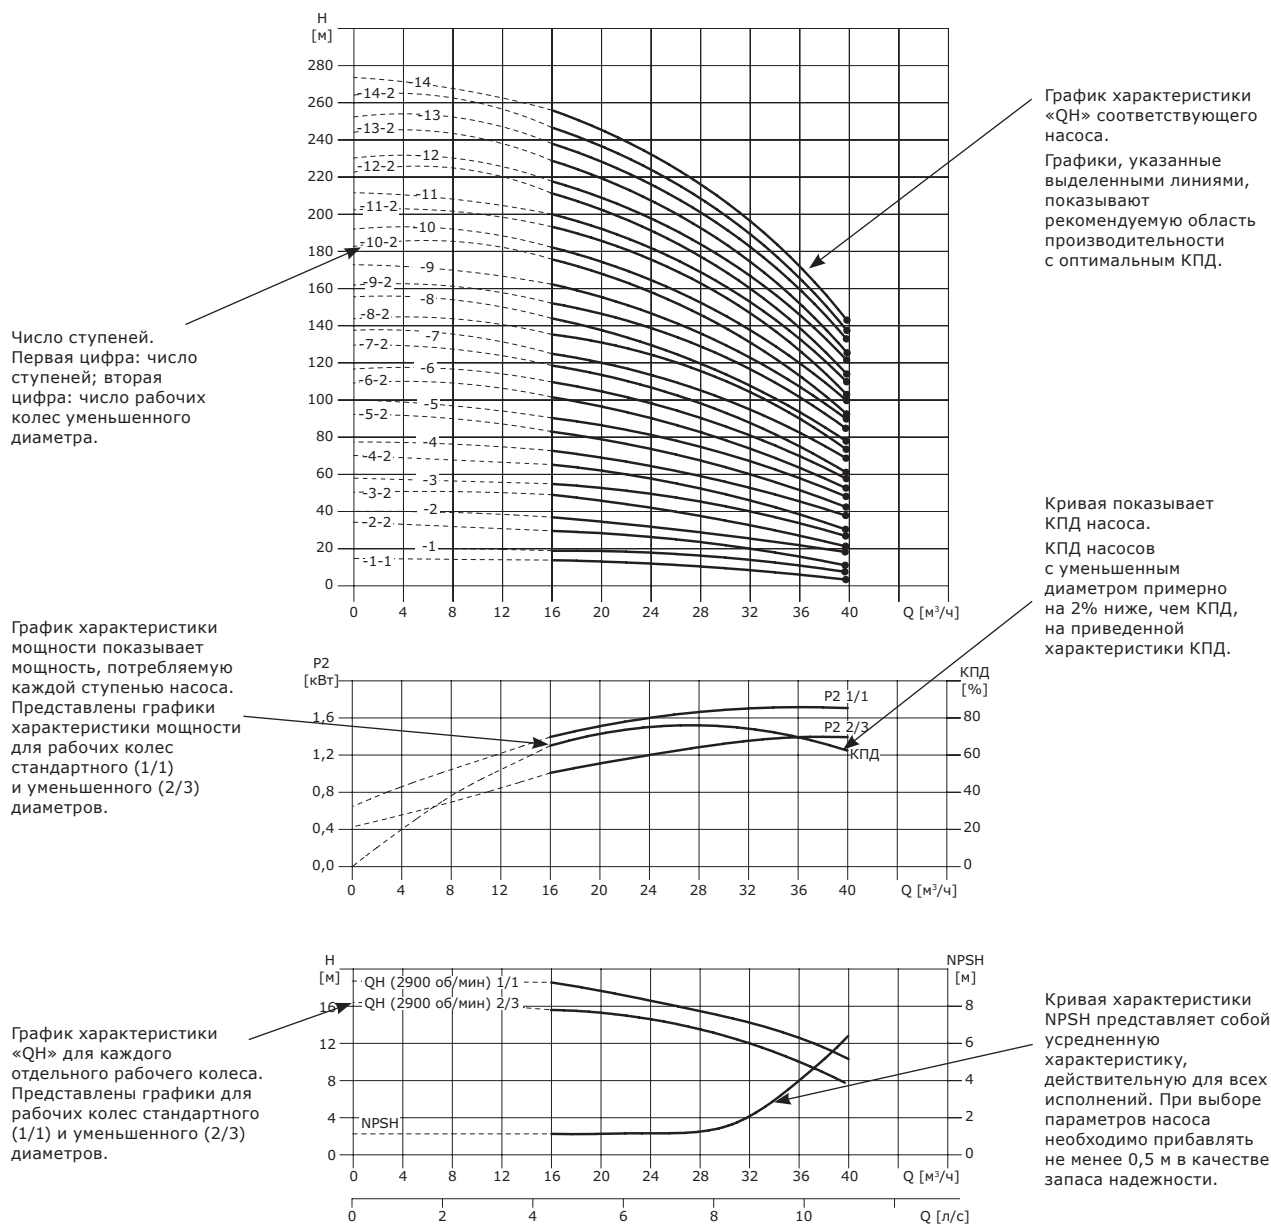 H
[м]
280
260
240
220
200
180
160
140
120
100
80
60
40
20
0
-14
-14-2
-13
-13-2
-12
-12-2
-11
-11-2
-10
-10-2
-9
-9-2
-8
-8-2
-7
-7-2
-6
-6-2
-5
-5-2
-4
-4-2
-3
-3-2
-2
-2-2
-1
-1-1
0 4 8 12 16 20 24 28 32 36 40 Q [м³/ч]
График характеристики
«QH» соответствующего
насоса.
Графики, указанные
выделенными линиями,
показывают
рекомендуемую область
производительности
с оптимальным КПД.
Число ступеней.
Первая цифра: число
ступеней; вторая
цифра: число рабочих
колес уменьшенного
диаметра.
Кривая показывает
КПД насоса.
КПД насосов
с уменьшенным
диаметром примерно
на 2% ниже, чем КПД,
на приведенной
характеристики КПД.
График характеристики
мощности показывает
мощность, потребляемую
каждой ступенью насоса.
Представлены графики
характеристики мощности
для рабочих колес
стандартного (1/1)
и уменьшенного (2/3)
диаметров.
P2
[кВт]
1,6
1,2
0,8
0,4
0,0
КПД
[%]
80
60
40
20
0
P2 1/1
P2 2/3
КПД
0 4 8 12 16 20 24 28 32 36 40 Q [м³/ч]
H
[м]
16
12
8
4
0
NPSH
[м]
8
6
4
2
0
QH (2900 об/мин) 1/1
QH (2900 об/мин) 2/3
NPSH
0 4 8 12 16 20 24 28 32 36 40 Q [м³/ч]
0 2 4 6 8 10 Q [л/с]
График характеристики
«QH» для каждого
отдельного рабочего колеса.
Представлены графики для
рабочих колес стандартного
(1/1) и уменьшенного (2/3)
диаметров.
Кривая характеристики
NPSH представляет собой
усредненную
характеристику,
действительную для всех
исполнений. При выборе
параметров насоса
необходимо прибавлять
не менее 0,5 м в качестве
запаса надежности.